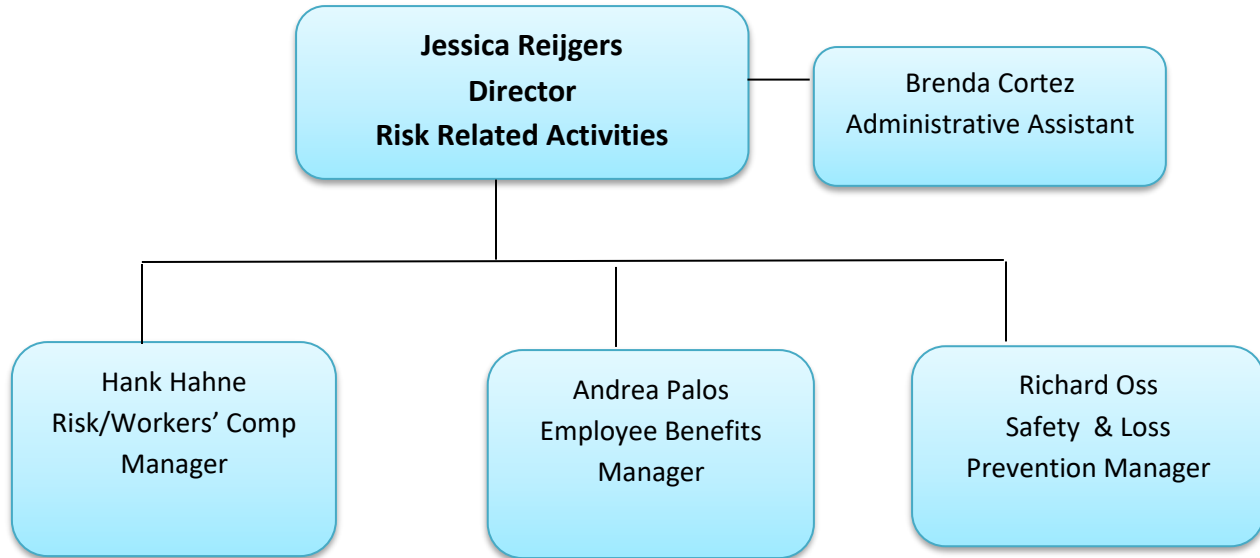 Jessica Reijgers
Director
Risk Related Activities
Brenda Cortez
Administrative Assistant
Hank Hahne
Risk/Workers’ Comp
Manager
Andrea Palos
Employee Benefits
Manager
Richard Oss
Safety & Loss
Prevention Manager